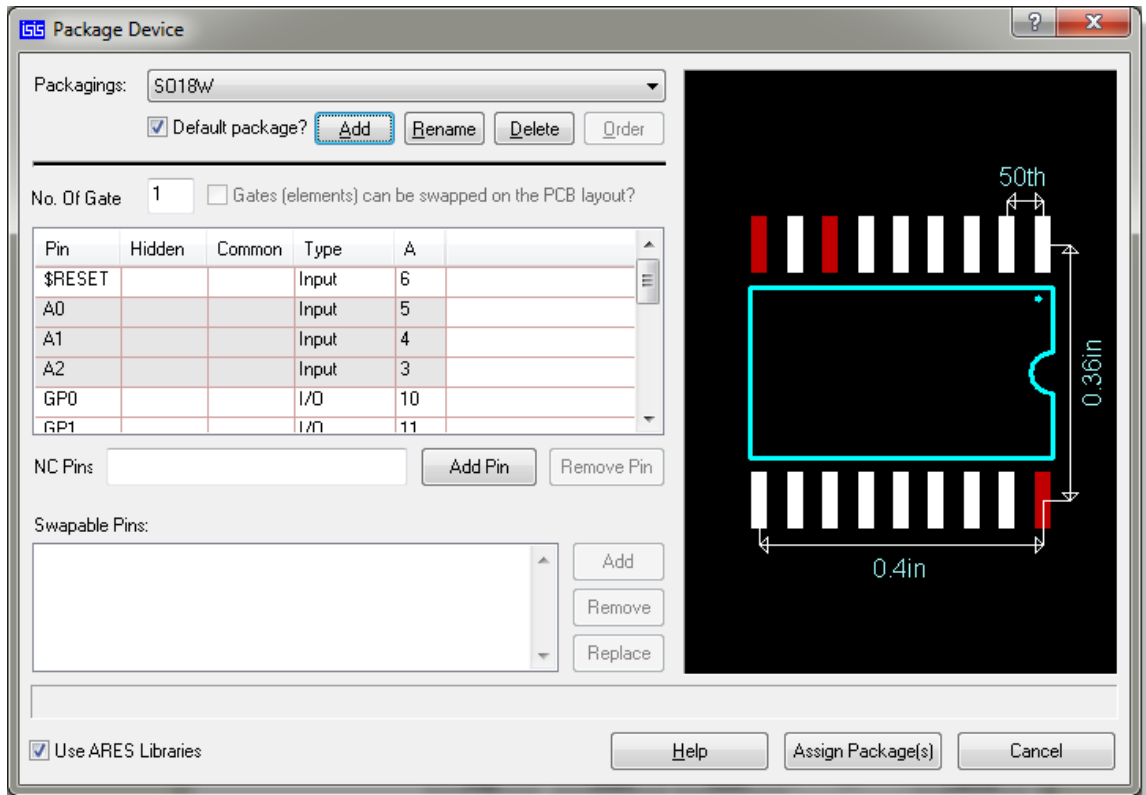 isis Package Device
Packagings: SO18W
Default package? Add Rename Delete Order
No. Of Gate 1 Gates (elements) can be swapped on the PCB layout?
Pin Hidden Common Type A
$RESET Input 6
A0 Input 5
A1 Input 4
A2 Input 3
GP0 I/O 10
GP1 I/O 11
NC Pins Add Pin Remove Pin
Swapable Pins:
Add
Remove
Replace
Use ARES Libraries
Help Assign Package(s) Cancel
50th
0.36in
0.4in